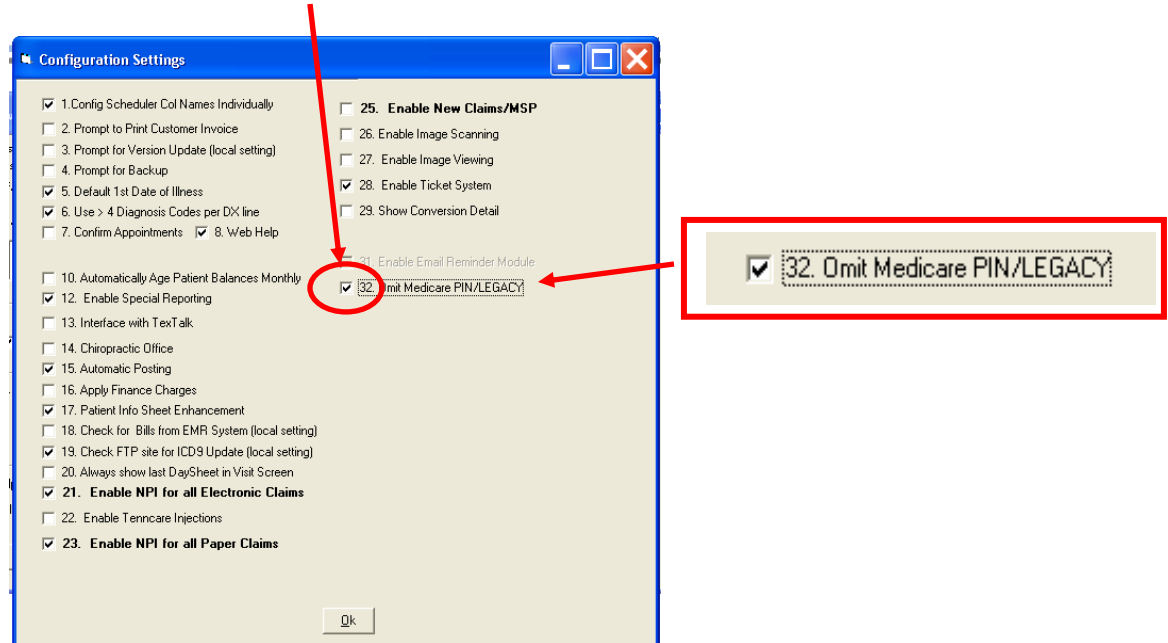 Configuration Settings
1.Config Scheduler Col Names Individually
2. Prompt to Print Customer Invoice
3. Prompt for Version Update (local setting)
4. Prompt for Backup
5. Default 1st Date of Illness
6. Use > 4 Diagnosis Codes per DX line
7. Confirm Appointments 8. Web Help
10. Automatically Age Patient Balances Monthly
12. Enable Special Reporting
13. Interface with TexTalk
14. Chiropractic Office
15. Automatic Posting
16. Apply Finance Charges
17. Patient Info Sheet Enhancement
18. Check for Bills from EMR System (local setting)
19. Check FTP site for ICD9 Update (local setting)
20. Always show last DaySheet in Visit Screen
21. Enable NPI for all Electronic Claims
22. Enable Tenncare Injections
23. Enable NPI for all Paper Claims
25. Enable New Claims/MSP
26. Enable Image Scanning
27. Enable Image Viewing
28. Enable Ticket System
29. Show Conversion Detail
31. Enable Email Reminder Module
32. Omit Medicare PIN/LEGACY
Ok
32. Omit Medicare PIN/LEGACY